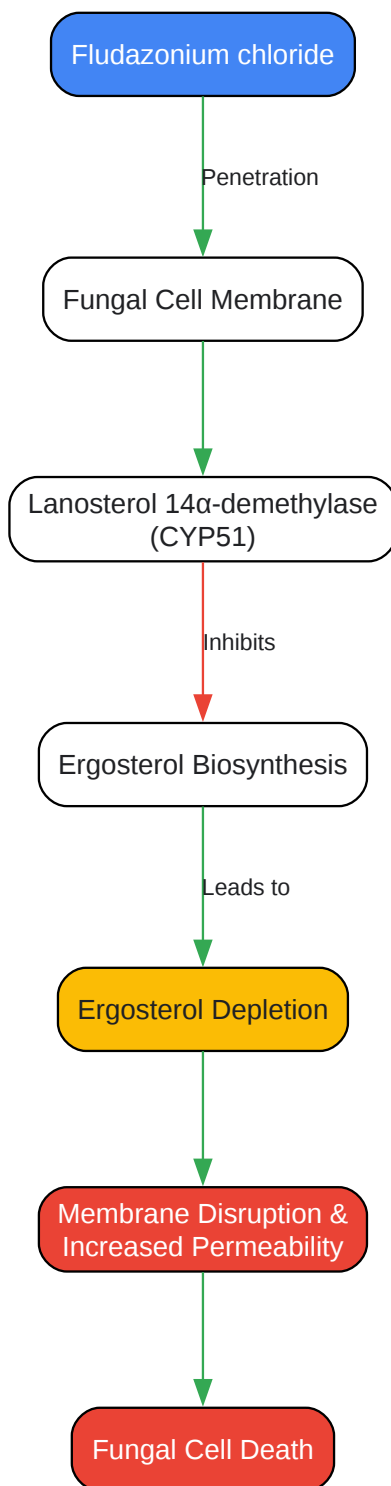 Fludazonium chloride
Penetration
Fungal Cell Membrane
Lanosterol 14α-demethylase
(CYP51)
Inhibits
Ergosterol Biosynthesis
Leads to
Ergosterol Depletion
Membrane Disruption &
Increased Permeability
Fungal Cell Death